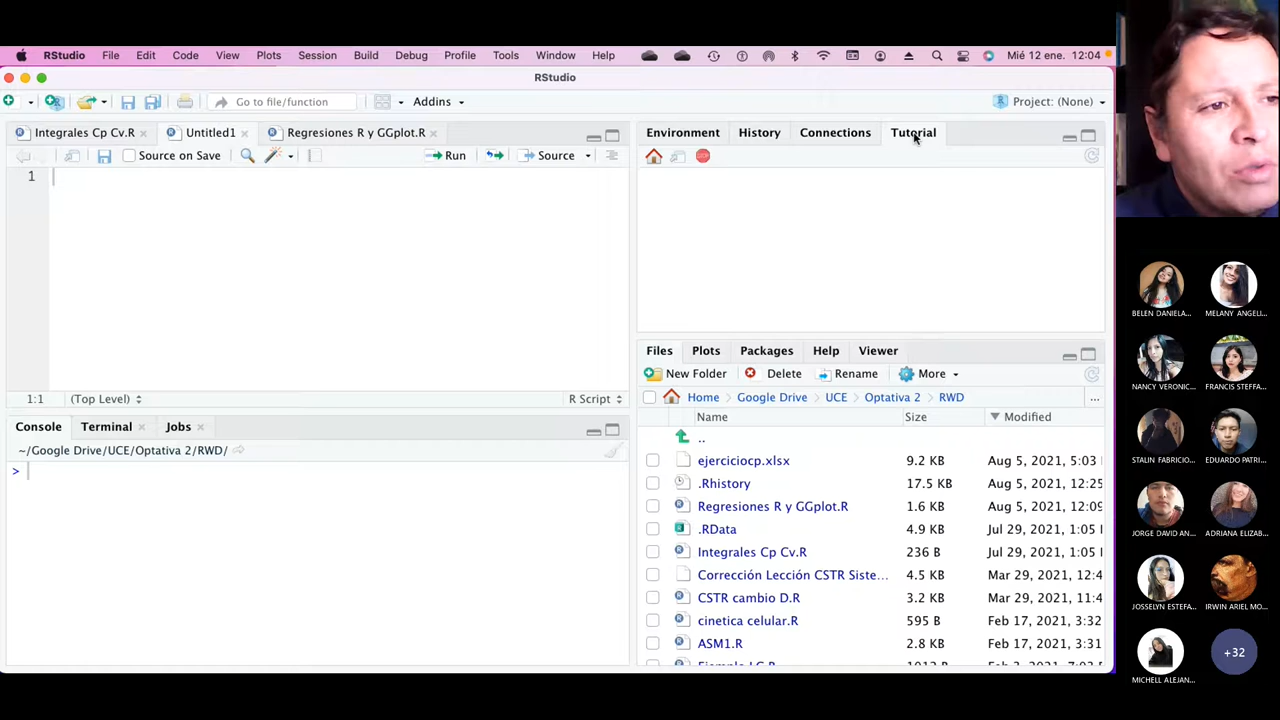 RStudio File Edit Code View Plots Session Build Debug Profile Tools Window Help Mié 12 ene. 12:04
RStudio
Go to file/function Addins Project: (None)
Integrales Cp Cv.R Untitled1 Regresiones R y GGplot.R
Source on Save Run Source
1
1:1 (Top Level) R Script
Console Terminal Jobs
~/Google Drive/UCE/Optativa 2/RWD/
>
Environment History Connections Tutorial
Files Plots Packages Help Viewer
New Folder Delete Rename More
Home Google Drive UCE Optativa 2 RWD ...
Name Size Modified
..
ejerciciocp.xlsx 9.2 KB Aug 5, 2021, 5:03
.Rhistory 17.5 KB Aug 5, 2021, 12:25
Regresiones R y GGplot.R 1.6 KB Aug 5, 2021, 12:09
.RData 4.9 KB Jul 29, 2021, 1:05
Integrales Cp Cv.R 236 B Jul 29, 2021, 1:05
Corrección Lección CSTR Siste... 4.5 KB Mar 29, 2021, 12:4
CSTR cambio D.R 3.2 KB Mar 29, 2021, 11:4
cinetica celular.R 595 B Feb 17, 2021, 3:32
ASM1.R 2.8 KB Feb 17, 2021, 3:31
BELEN DANIELA... MELANY ANGELI...
NANCY VERONIC... FRANCIS STEFFA...
STALIN FABRICIO... EDUARDO PATRI...
JORGE DAVID AN... ADRIANA ELIZAB...
JOSSELYN ESTEFA... IRWIN ARIEL MO...
+32
MICHELL ALEJAN...